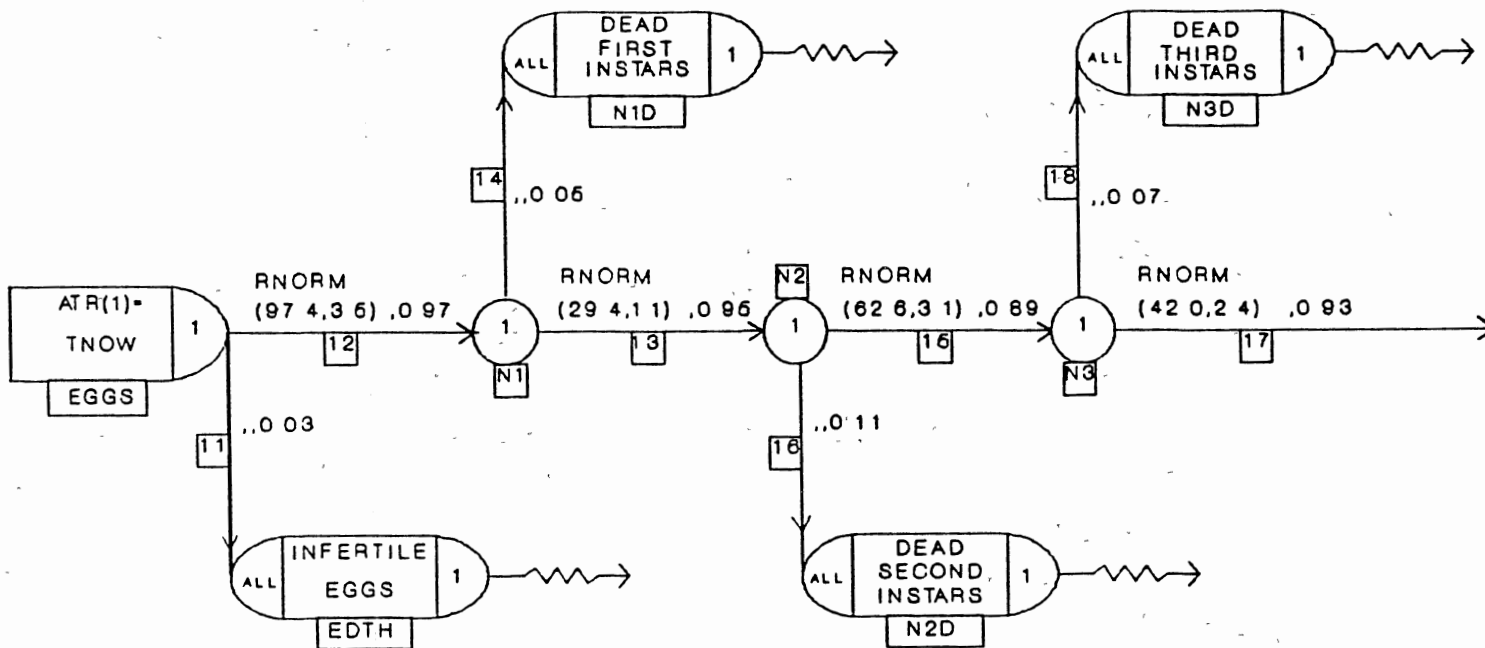 DEAD
FIRST
INSTARS
ALL
1
N1D
DEAD
THIRD
INSTARS
ALL
1
N3D
14
,,0 05
18
,,0 07
ATR(1)=
TNOW
1
EGGS
RNORM
(97 4,3 6) ,0 97
12
1
N1
RNORM
(29 4,1 1) ,0 95
13
N2
1
RNORM
(62 6,3 1) ,0 89
15
1
N3
RNORM
(42 0,2 4) ,0 93
17
11
,,0 03
16
,,0 11
ALL
INFERTILE
EGGS
1
EDTH
ALL
DEAD
SECOND
INSTARS
1
N2D